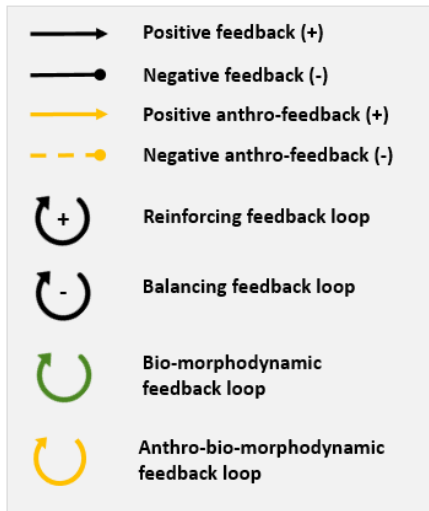 Positive feedback (+)
Negative feedback (-)
Positive anthro-feedback (+)
Negative anthro-feedback (-)
+
Reinforcing feedback loop
-
Balancing feedback loop
Bio-morphodynamic
feedback loop
Anthro-bio-morphodynamic
feedback loop